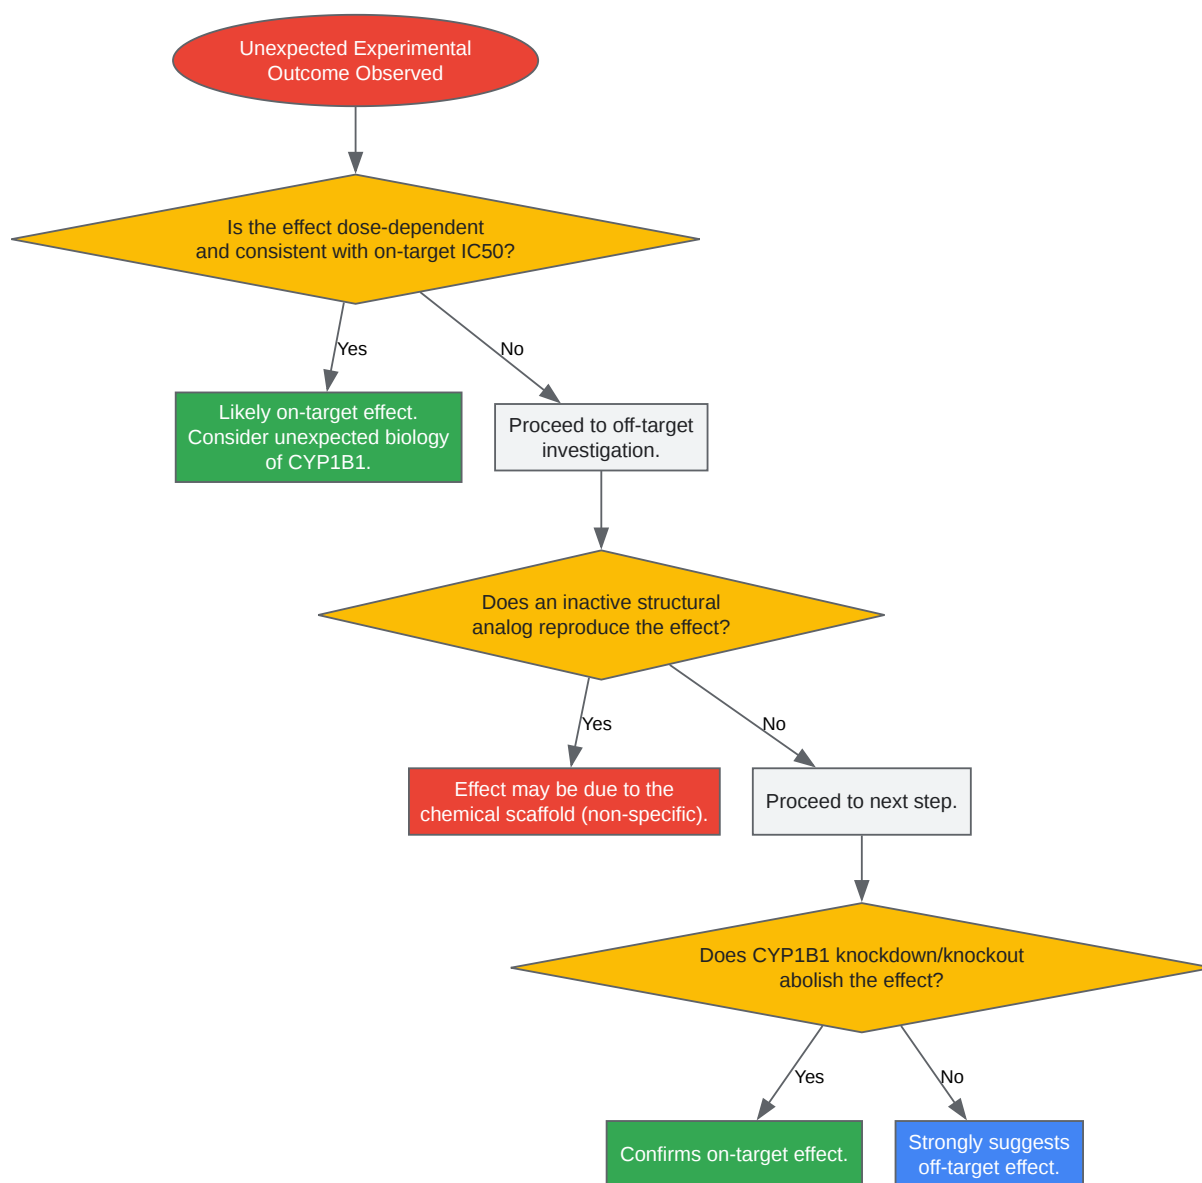 Unexpected Experimental
Outcome Observed
Is the effect dose-dependent
and consistent with on-target IC50?
Yes
No
Likely on-target effect.
Consider unexpected biology
of CYP1B1.
Proceed to off-target
investigation.
Does an inactive structural
analog reproduce the effect?
Yes
No
Effect may be due to the
chemical scaffold (non-specific).
Proceed to next step.
Does CYP1B1 knockdown/knockout
abolish the effect?
Yes
No
Confirms on-target effect.
Strongly suggests
off-target effect.